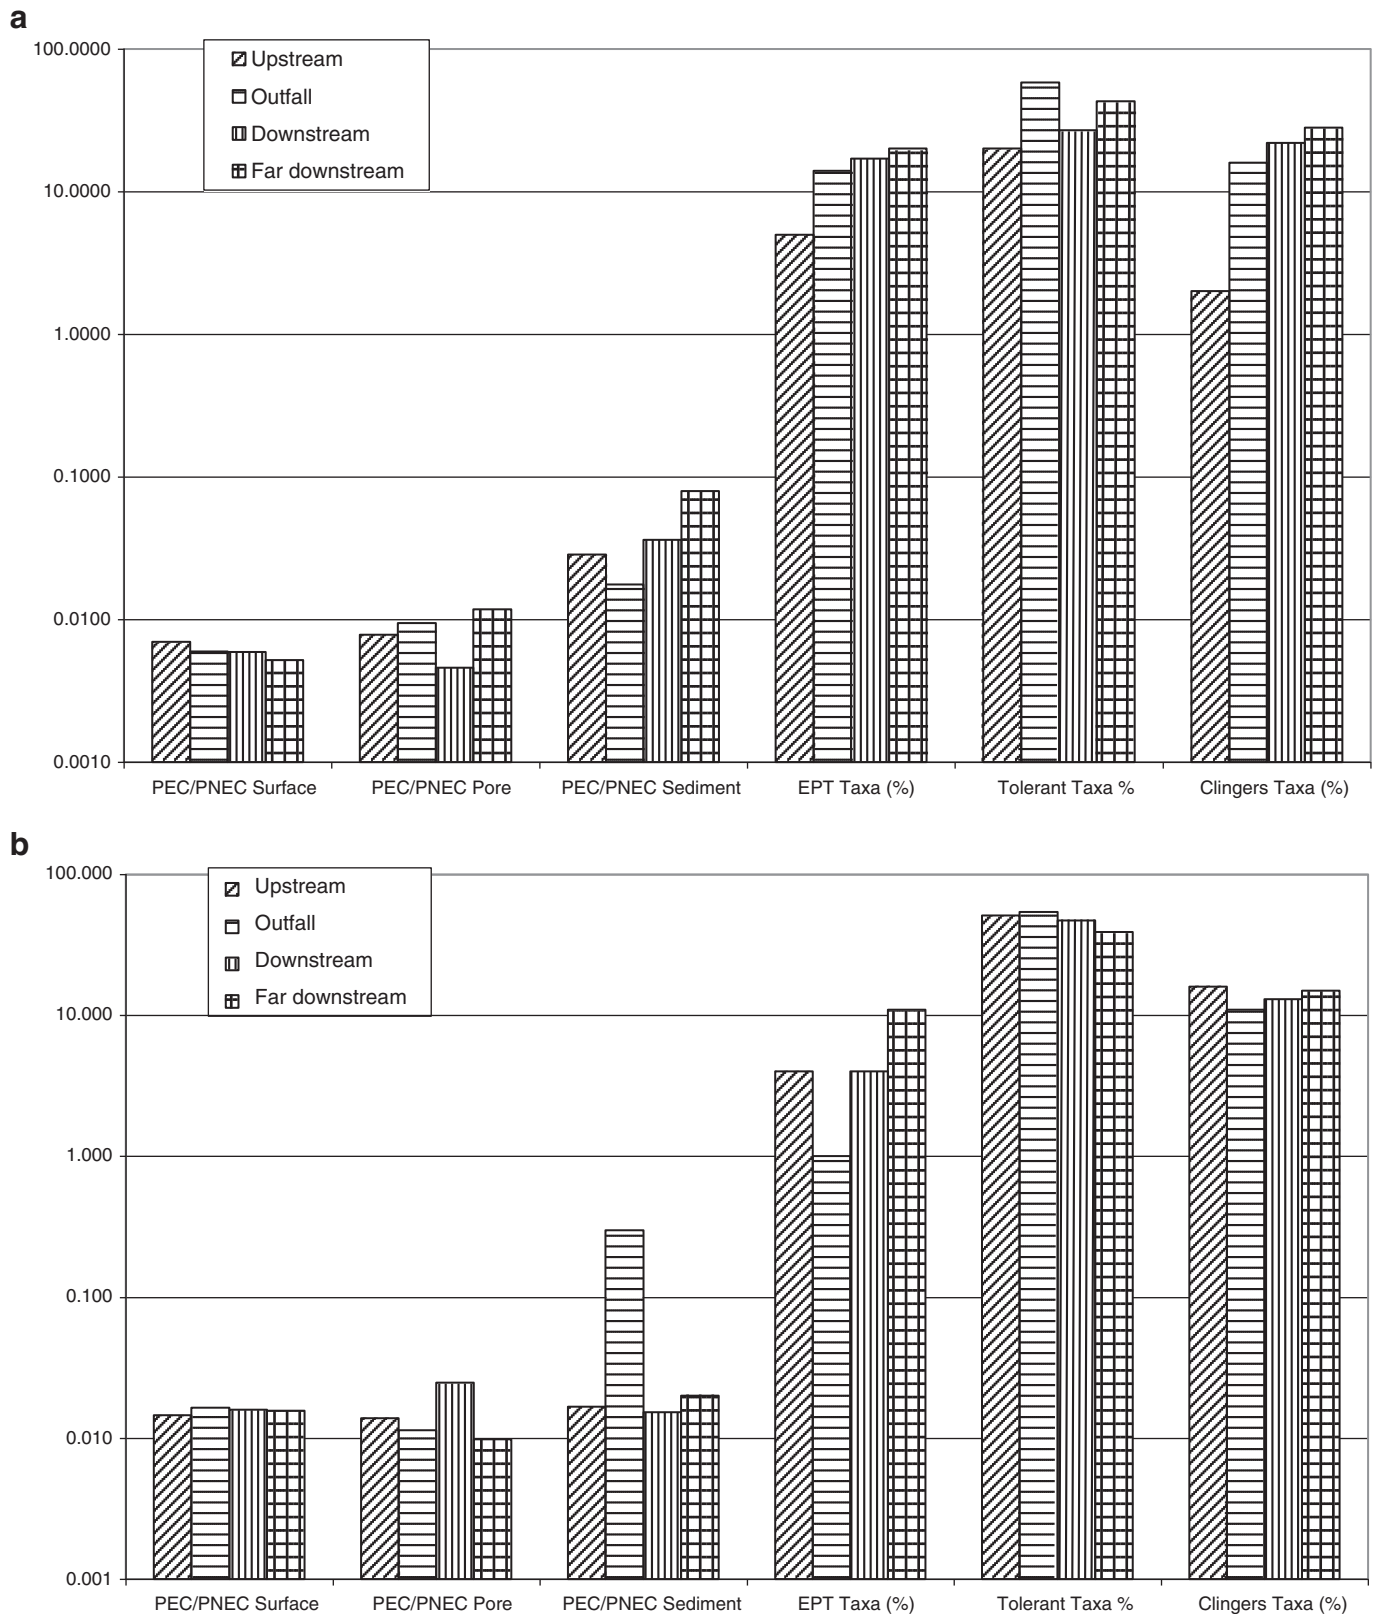 a
100.0000
Upstream
Outfall
Downstream
Far downstream
10.0000
1.0000
0.1000
0.0100
0.0010
PEC/PNEC Surface
PEC/PNEC Pore
PEC/PNEC Sediment
EPT Taxa (%)
Tolerant Taxa %
Clingers Taxa (%)
b
100.000
Upstream
Outfall
Downstream
Far downstream
10.000
1.000
0.100
0.010
0.001
PEC/PNEC Surface
PEC/PNEC Pore
PEC/PNEC Sediment
EPT Taxa (%)
Tolerant Taxa %
Clingers Taxa (%)